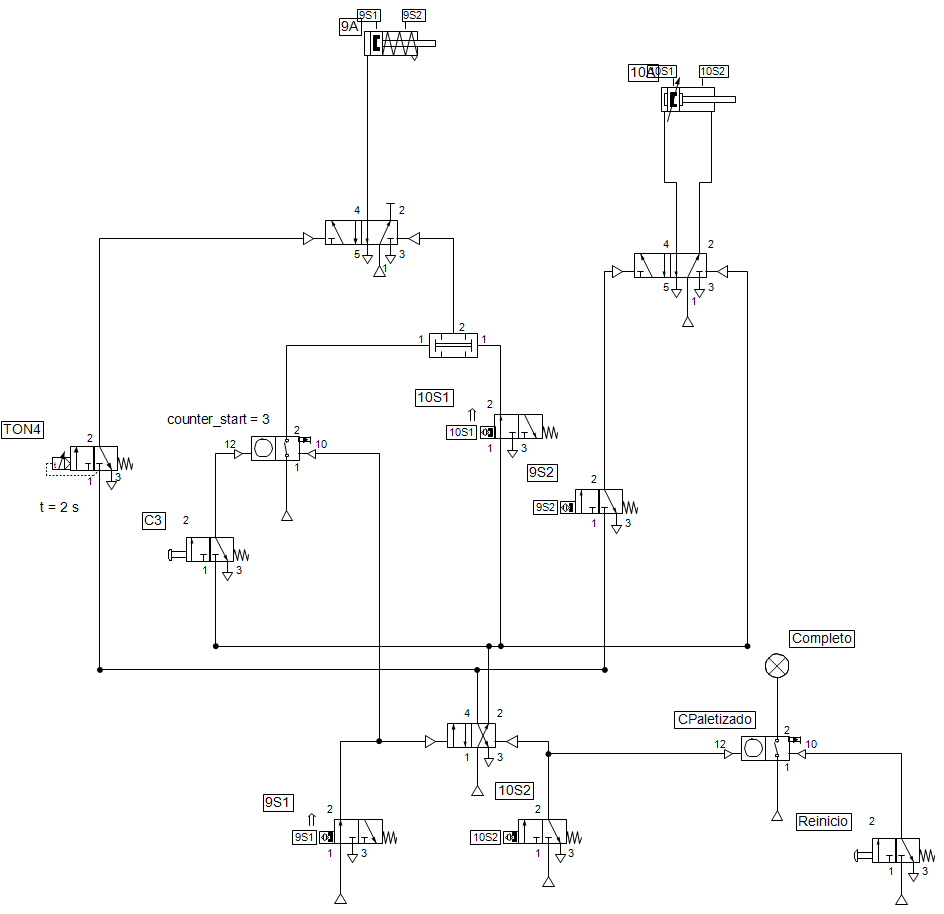 9S1 9S2
9A
10A 10S1 10S2
4 2
5 1 3
4 2
5 1 3
1 2 1
10S1
counter_start = 3
2
10S1
1 3
TON4
2
1 3
t = 2 s
12 2 10
1
9S2
2
9S2
1 3
C3 2
1 3
Completo
4 2
1 3
CPaletizado
12 2 10
1
9S1
2
9S1
1 3
10S2
2
10S2
1 3
Reinicio 2
1 3